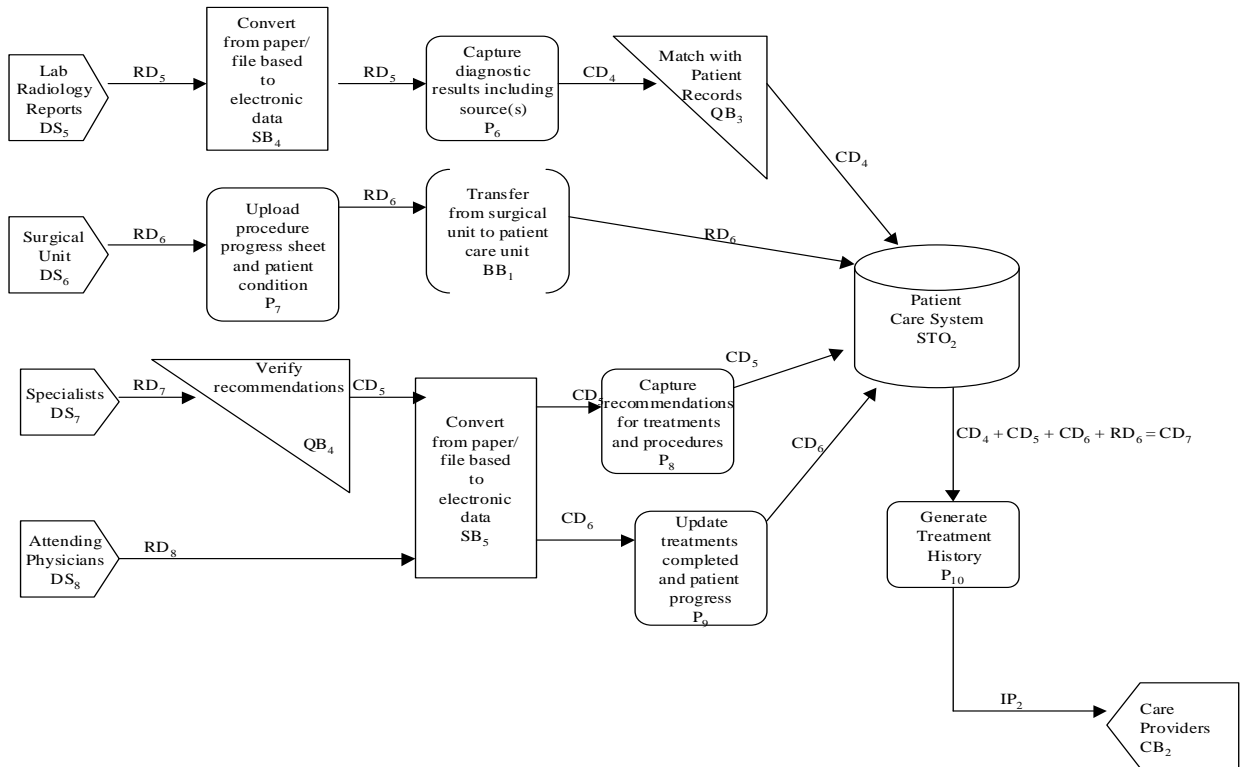 Lab
Radiology
Reports
DS₅
RD₅
Convert
from paper/
file based
to
electronic
data
SB₄
RD₅
Capture
diagnostic
results including
source(s)
P₆
CD₄
Match with
Patient
Records
QB₃
CD₄
Surgical
Unit
DS₆
RD₆
Upload
procedure
progress sheet
and patient
condition
P₇
RD₆
Transfer
from surgical
unit to patient
care unit
BB₁
RD₆
Patient
Care System
STO₂
Specialists
DS₇
RD₇
Verify
recommendations
QB₄
CD₅
Convert
from paper/
file based
to
electronic
data
SB₅
CD₅
Capture
recommendations
for treatments
and procedures
P₈
CD₅
Attending
Physicians
DS₈
RD₈
CD₆
Update
treatments
completed
and patient
progress
P₉
CD₆
CD₄ + CD₅ + CD₆ + RD₆ = CD₇
Generate
Treatment
History
P₁₀
IP₂
Care
Providers
CB₂